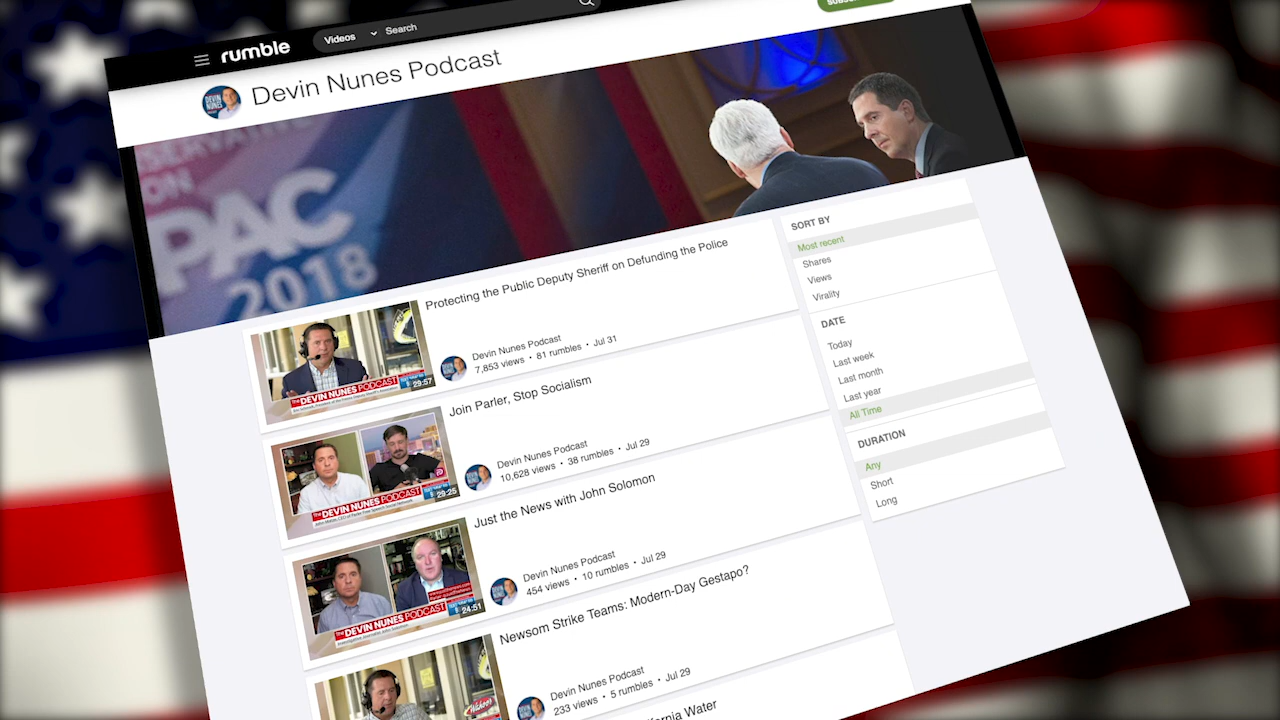 rumble
Videos
Search
Devin Nunes Podcast
DEVIN NUNES
ON
PAC
2018
SORT BY
Most recent
Shares
Views
Virality
DATE
Today
Last week
Last month
Last year
All Time
DURATION
Any
Short
Long
Protecting the Public Deputy Sheriff on Defunding the Police
Devin Nunes Podcast
7,853 views • 81 rumbles • Jul 31
THE DEVIN NUNES PODCAST
29:57
Join Parler, Stop Socialism
Devin Nunes Podcast
10,628 views • 38 rumbles • Jul 29
THE DEVIN NUNES PODCAST
29:25
Just the News with John Solomon
Devin Nunes Podcast
454 views • 10 rumbles • Jul 29
THE DEVIN NUNES PODCAST
Investigative Journalist John Solomon
24:51
Newsom Strike Teams: Modern-Day Gestapo?
Devin Nunes Podcast
233 views • 5 rumbles • Jul 29
Water